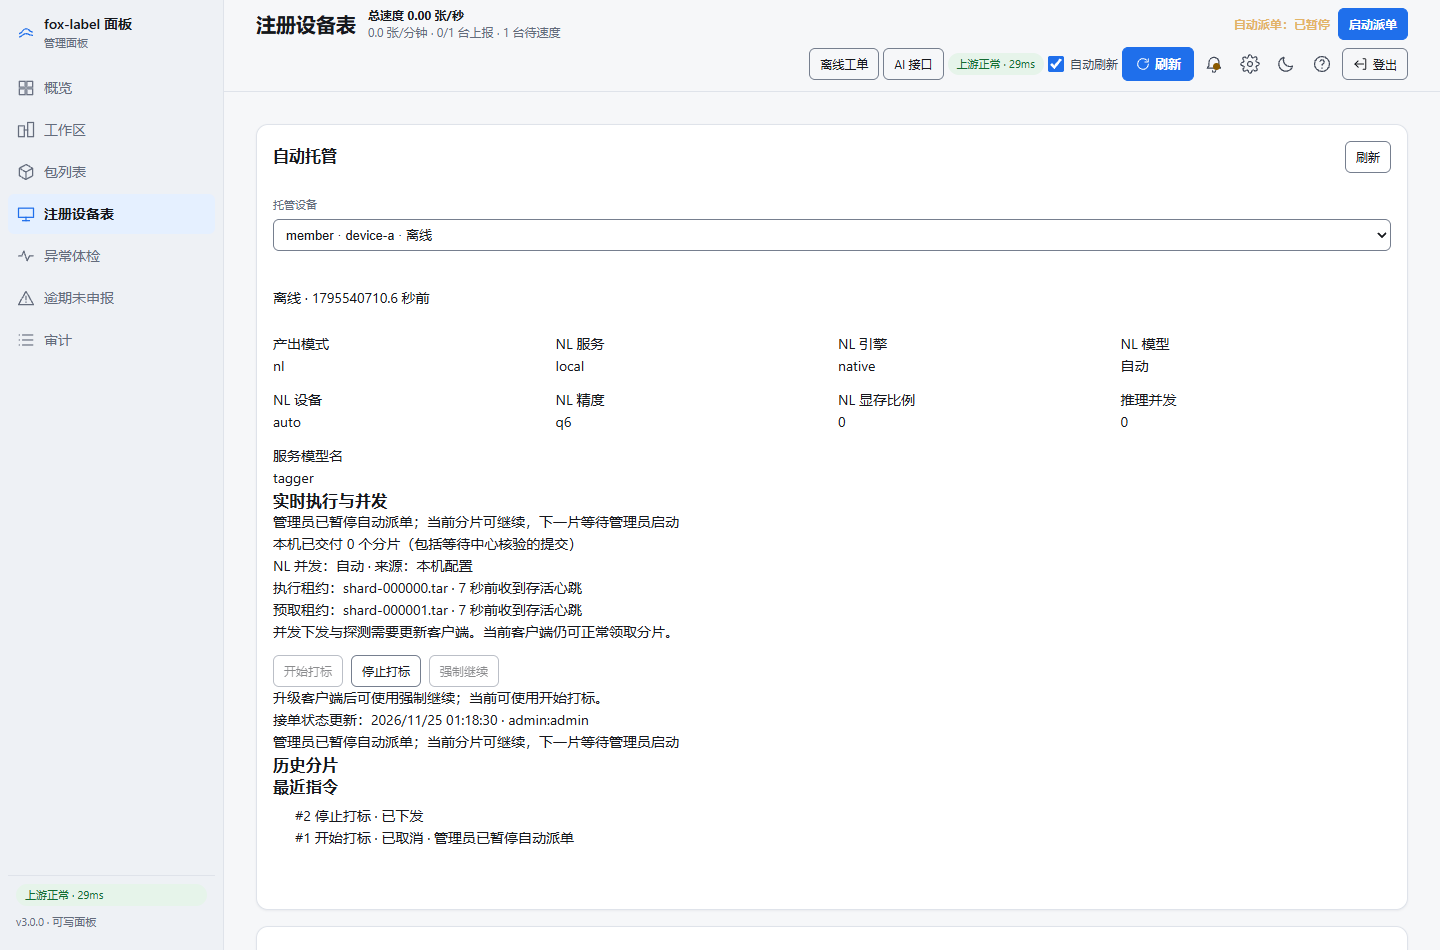 fox-label 面板
管理面板
概览
工作区
包列表
注册设备表
异常体检
逾期未申报
审计
上游正常 · 29ms
v3.0.0 · 可写面板
注册设备表
总速度 0.00 张/秒
0.0 张/分钟 · 0/1 台上报 · 1 台待速度
自动派单：已暂停
启动派单
离线工单
AI 接口
上游正常 · 29ms
自动刷新
刷新
登出
自动托管
刷新
托管设备
member · device-a · 离线
离线 · 1795540710.6 秒前
产出模式
nl
NL 服务
local
NL 引擎
native
NL 模型
自动
NL 设备
auto
NL 精度
q6
NL 显存比例
0
推理并发
0
服务模型名
tagger
实时执行与并发
管理员已暂停自动派单；当前分片可继续，下一片等待管理员启动
本机已交付 0 个分片（包括等待中心核验的提交）
NL 并发：自动 · 来源：本机配置
执行租约：shard-000000.tar · 7 秒前收到存活心跳
预取租约：shard-000001.tar · 7 秒前收到存活心跳
并发下发与探测需要更新客户端。当前客户端仍可正常领取分片。
开始打标
停止打标
强制继续
升级客户端后可使用强制继续；当前可使用开始打标。
接单状态更新：2026/11/25 01:18:30 · admin:admin
管理员已暂停自动派单；当前分片可继续，下一片等待管理员启动
历史分片
最近指令
#2 停止打标 · 已下发
#1 开始打标 · 已取消 · 管理员已暂停自动派单